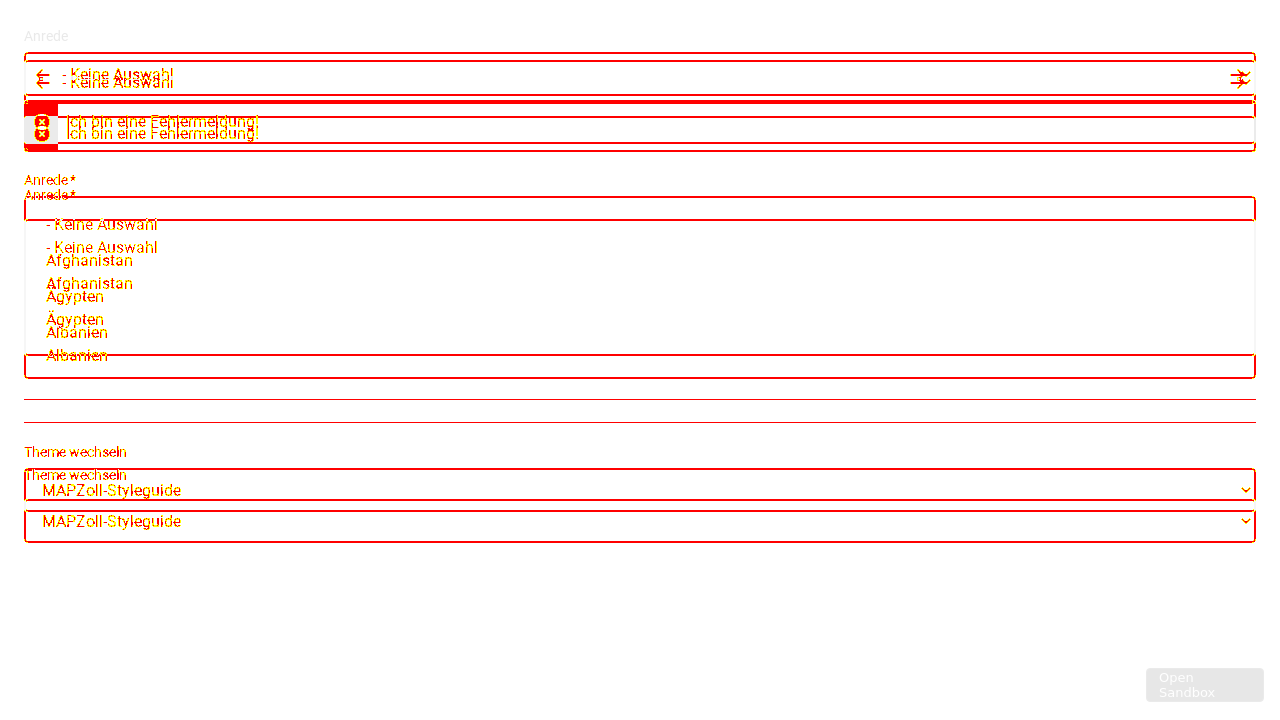 Anrede
- Keine Auswahl
- Keine Auswahl
Ich bin eine Fehlermeldung!
Ich bin eine Fehlermeldung!
Anrede*
Anrede*
- Keine Auswahl
- Keine Auswahl
Afghanistan
Afghanistan
Ägypten
Ägypten
Albanien
Albanien
Theme wechseln
Theme wechseln
MAPZoll-Styleguide
MAPZoll-Styleguide
Open
Sandbox